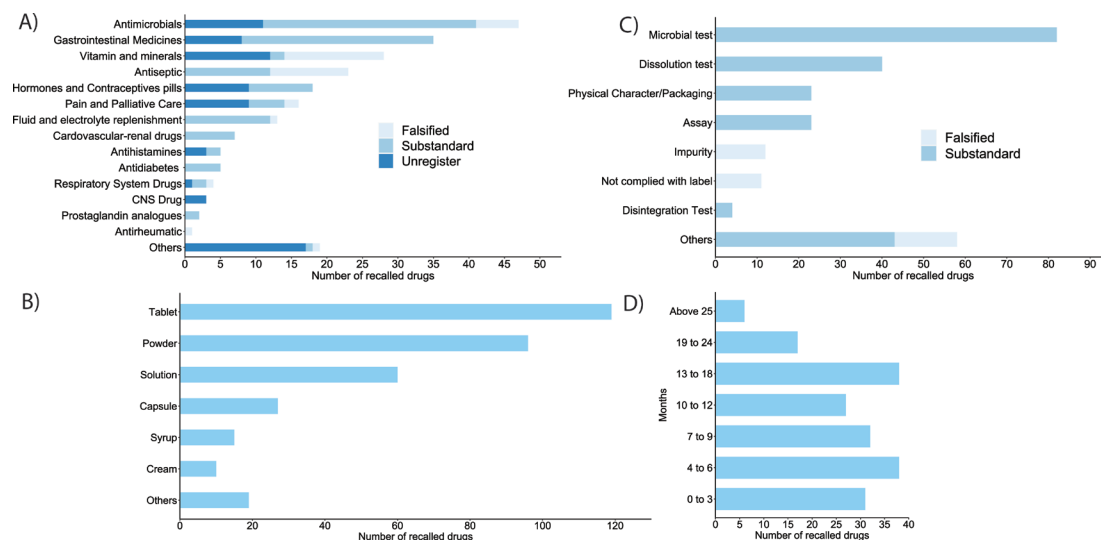 A)
Antimicrobials
Gastrointestinal Medicines
Vitamin and minerals
Antiseptic
Hormones and Contraceptives pills
Pain and Palliative Care
Fluid and electrolyte replenishment
Cardiovascular-renal drugs
Antihistamines
Antidiabetes
Respiratory System Drugs
CNS Drug
Prostaglandin analogues
Antirheumatic
Others
Falsified
Substandard
Unregister
0 5 10 15 20 25 30 35 40 45 50
Number of recalled drugs
C)
Microbial test
Dissolution test
Physical Character/Packaging
Assay
Impurity
Not complied with label
Disintegration Test
Others
Falsified
Substandard
0 10 20 30 40 50 60 70 80 92
Number of recalled drugs
B)
Tablet
Powder
Solution
Capsule
Syrup
Cream
Others
0 20 40 60 80 100 120
Number of recalled drugs
D)
Months
Above 25
19 to 24
13 to 18
10 to 12
7 to 9
4 to 6
0 to 3
0 5 10 15 20 25 30 35 40
Number of recalled drugs